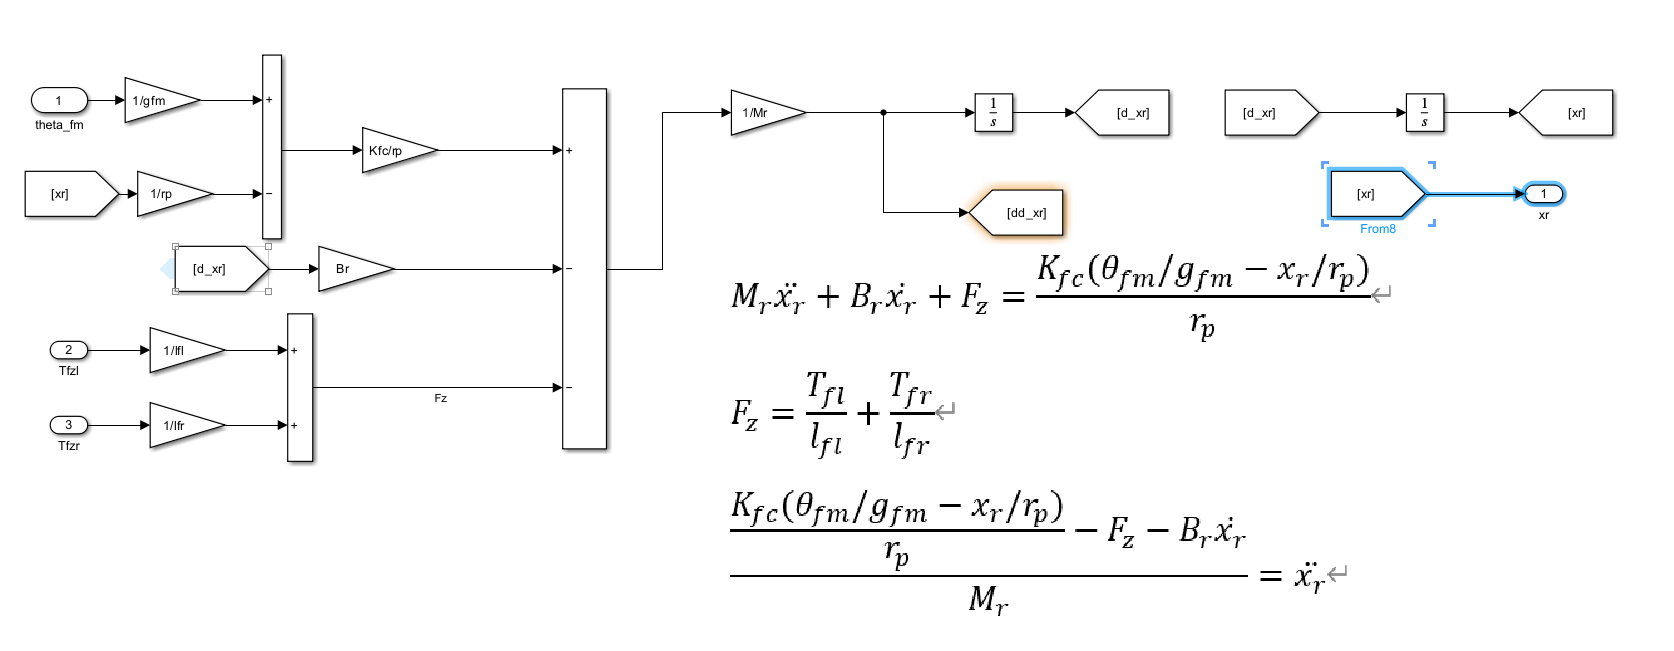 1
theta_fm
1/gfm
+
−
[xr]
1/rp
Kfc/rp
[d_xr]
Br
2
Tfzl
1/lfl
+
3
Tfzr
1/lfr
+
Fz
+
−
−
1/Mr
1/s
[d_xr]
[dd_xr]
[d_xr]
1/s
[xr]
[xr]
From8
1
xr
M_r ẍ_r + B_r ẋ_r + F_z = K_fc(θ_fm/g_fm − x_r/r_p) / r_p ↵
F_z = T_fl/l_fl + T_fr/l_fr ↵
(K_fc(θ_fm/g_fm − x_r/r_p) / r_p − F_z − B_r ẋ_r) / M_r = ẍ_r ↵